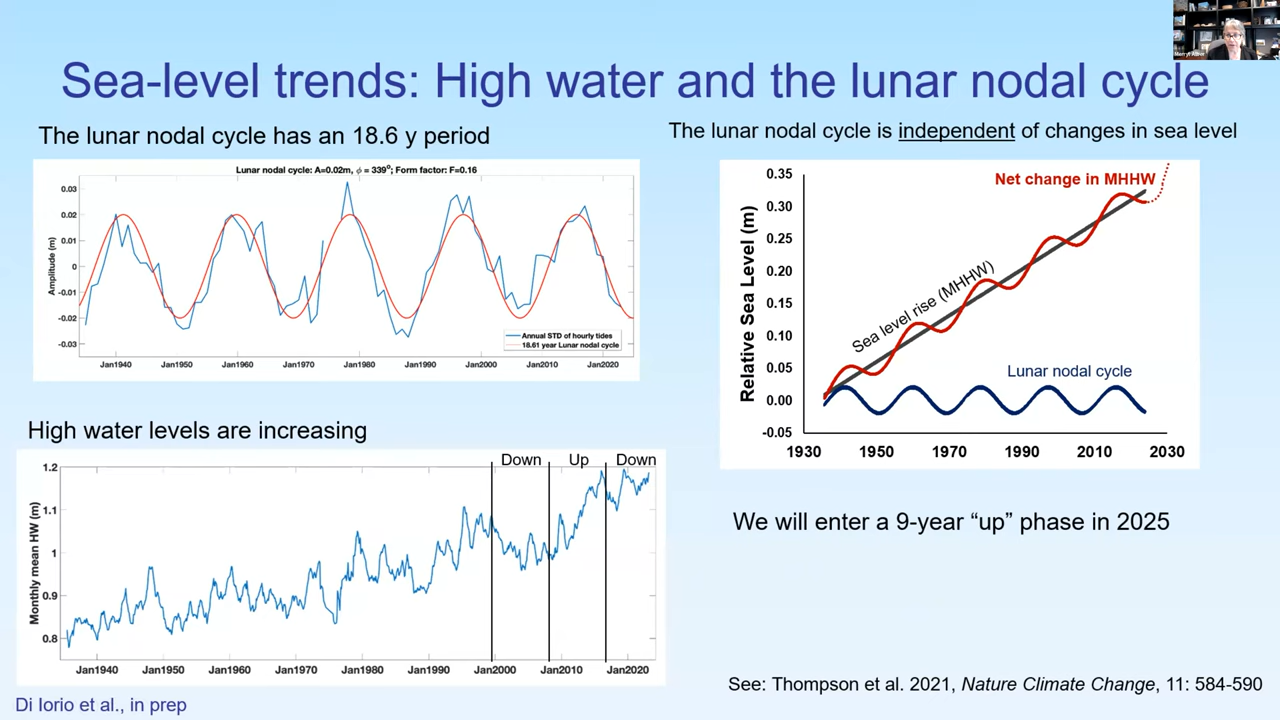 Sea-level trends: High water and the lunar nodal cycle
The lunar nodal cycle has an 18.6 y period
Lunar nodal cycle: A=0.02m, ϕ = 339°; Form factor: F=0.16
Amplitude (m)
0.03
0.02
0.01
0
-0.01
-0.02
-0.03
Annual STD of hourly tides
18.61 year Lunar nodal cycle
Jan1940
Jan1950
Jan1960
Jan1970
Jan1980
Jan1990
Jan2000
Jan2010
Jan2020
High water levels are increasing
Down
Up
Down
Monthly mean HW (m)
1.2
1.1
1
0.9
0.8
Jan1940
Jan1950
Jan1960
Jan1970
Jan1980
Jan1990
Jan2000
Jan2010
Jan2020
Di Iorio et al., in prep
The lunar nodal cycle is independent of changes in sea level
Relative Sea Level (m)
0.35
0.30
0.25
0.20
0.15
0.10
0.05
0.00
-0.05
Net change in MHHW
Sea level rise (MHHW)
Lunar nodal cycle
1930
1950
1970
1990
2010
2030
We will enter a 9-year “up” phase in 2025
See: Thompson et al. 2021, Nature Climate Change, 11: 584-590